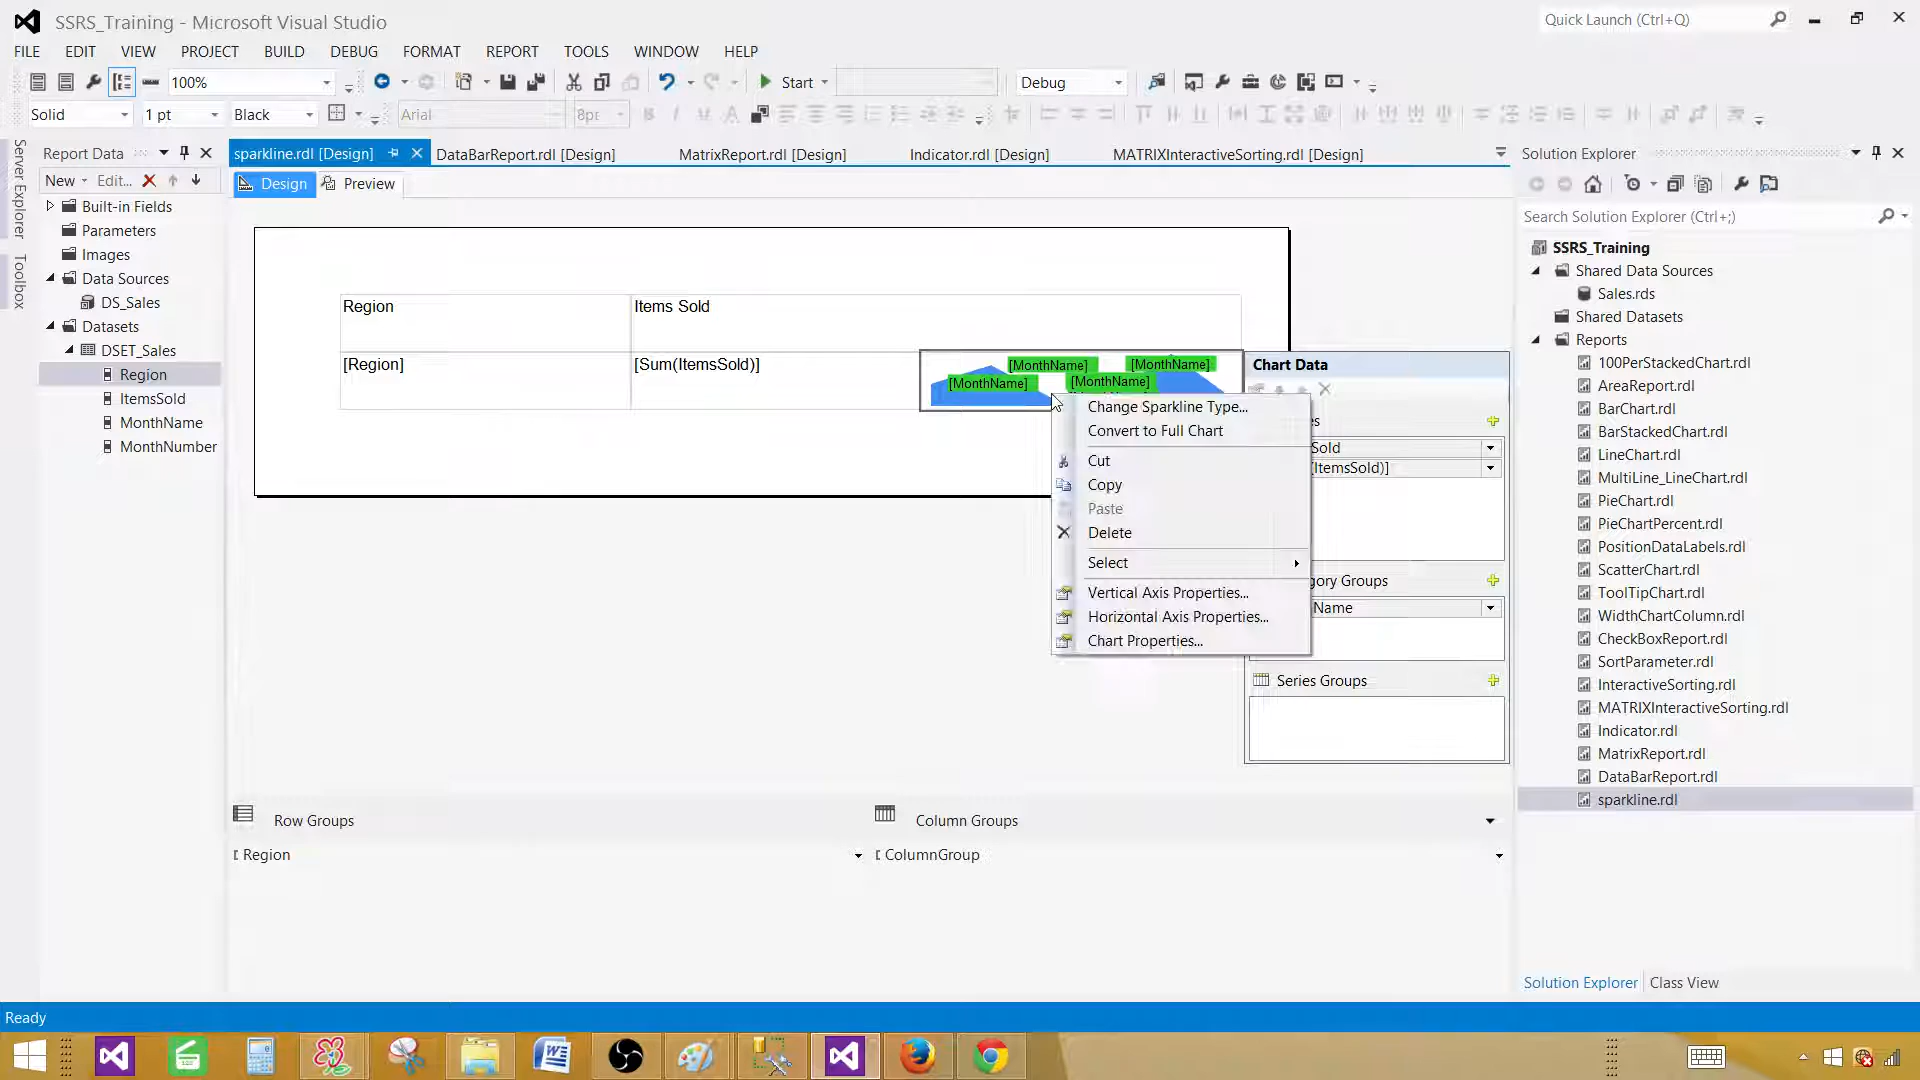 SSRS_Training - Microsoft Visual Studio
Quick Launch (Ctrl+Q)
FILE EDIT VIEW PROJECT BUILD DEBUG FORMAT REPORT TOOLS WINDOW HELP
100% Start Debug
Solid 1 pt Black Arial 8pt
Server Explorer
Toolbox
Report Data
New Edit...
Built-in Fields
Parameters
Images
Data Sources
DS_Sales
Datasets
DSET_Sales
Region
ItemsSold
MonthName
MonthNumber
sparkline.rdl [Design] DataBarReport.rdl [Design] MatrixReport.rdl [Design] Indicator.rdl [Design] MATRIXInteractiveSorting.rdl [Design]
Design Preview
Region Items Sold
[Region] [Sum(ItemsSold)]
[MonthName] [MonthName]
[MonthName] [MonthName]
Change Sparkline Type...
Convert to Full Chart
Cut
Copy
Paste
Delete
Select
Vertical Axis Properties...
Horizontal Axis Properties...
Chart Properties...
Chart Data
es
Sold
(ItemsSold)]
gory Groups
Name
Series Groups
Row Groups
Column Groups
Region
ColumnGroup
Solution Explorer
Search Solution Explorer (Ctrl+;)
SSRS_Training
Shared Data Sources
Sales.rds
Shared Datasets
Reports
100PerStackedChart.rdl
AreaReport.rdl
BarChart.rdl
BarStackedChart.rdl
LineChart.rdl
MultiLine_LineChart.rdl
PieChart.rdl
PieChartPercent.rdl
PositionDataLabels.rdl
ScatterChart.rdl
ToolTipChart.rdl
WidthChartColumn.rdl
CheckBoxReport.rdl
SortParameter.rdl
InteractiveSorting.rdl
MATRIXInteractiveSorting.rdl
Indicator.rdl
MatrixReport.rdl
DataBarReport.rdl
sparkline.rdl
Solution Explorer Class View
Ready